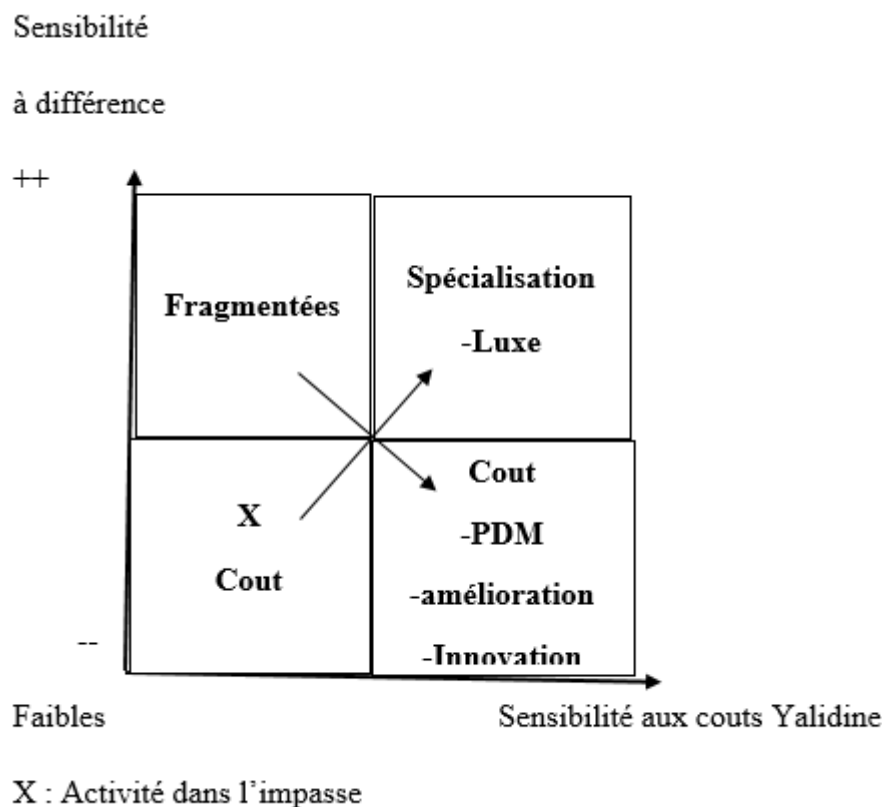 Sensibilité
à différence
++
Fragmentées
Spécialisation
-Luxe
X
Cout
Cout
-PDM
-amélioration
-Innovation
--
Faibles
Sensibilité aux couts Yalidine
X : Activité dans l’impasse